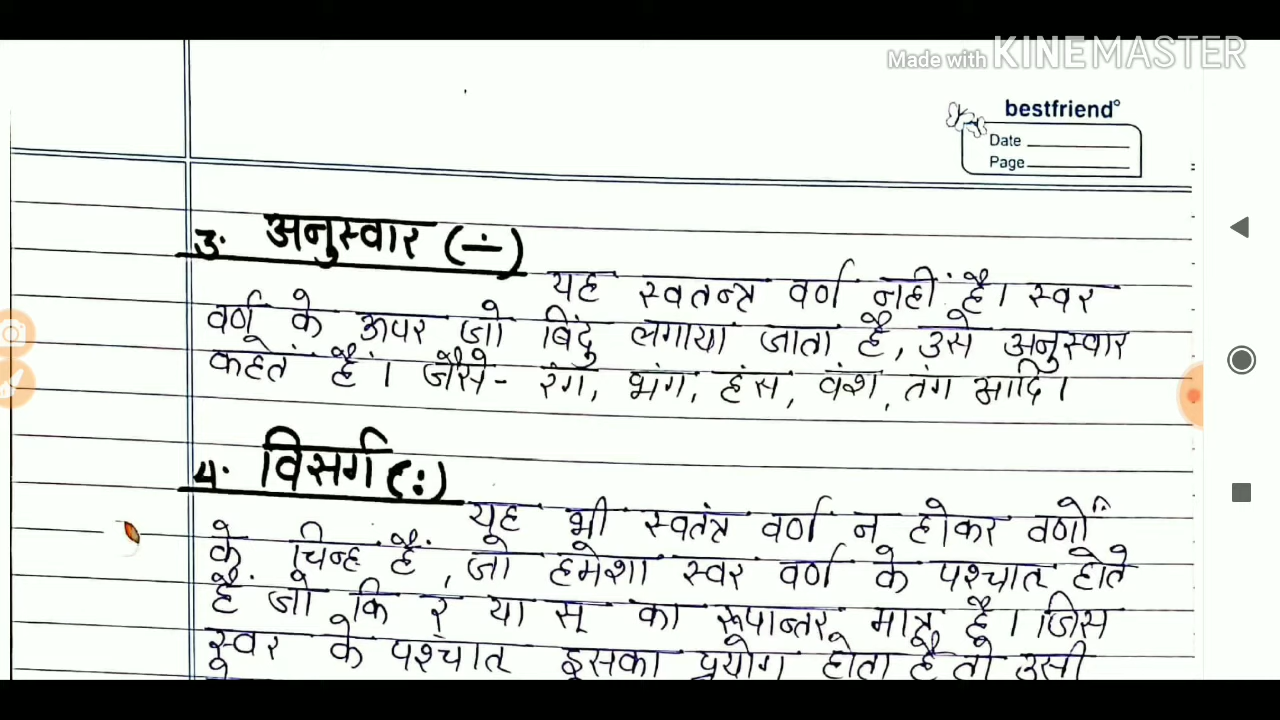 Made with KINEMASTER
bestfriend°
Date
Page
3. अनुस्वार (∸)
यह स्वतन्त्र वर्ण नहीं है। स्वर
वर्ण के ऊपर जो बिंदु लगाया जाता है, उसे अनुस्वार
कहते हैं। जैसे- रंग, भंग, हंस, वंश, तंग आदि।
4. विसर्ग (:)
यह भी स्वतंत्र वर्ण न होकर वर्णों
के चिन्ह हैं, जो हमेशा स्वर वर्ण के पश्चात् होते
हैं जो कि र् या स् का रूपान्तर मात्र है। जिस
स्वर के पश्चात् इसका प्रयोग होता है तो उसी